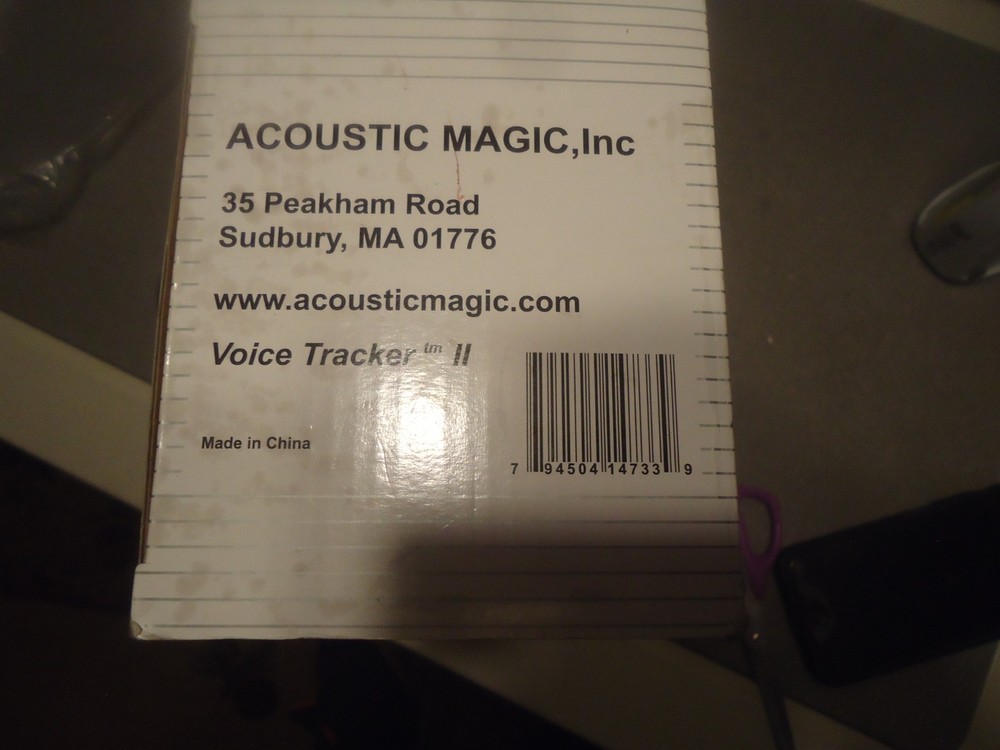 ACOUSTIC MAGIC,Inc
35 Peakham Road
Sudbury, MA 01776
www.acousticmagic.com
Voice Tracker tm II
Made in China
7 94504 14733 9